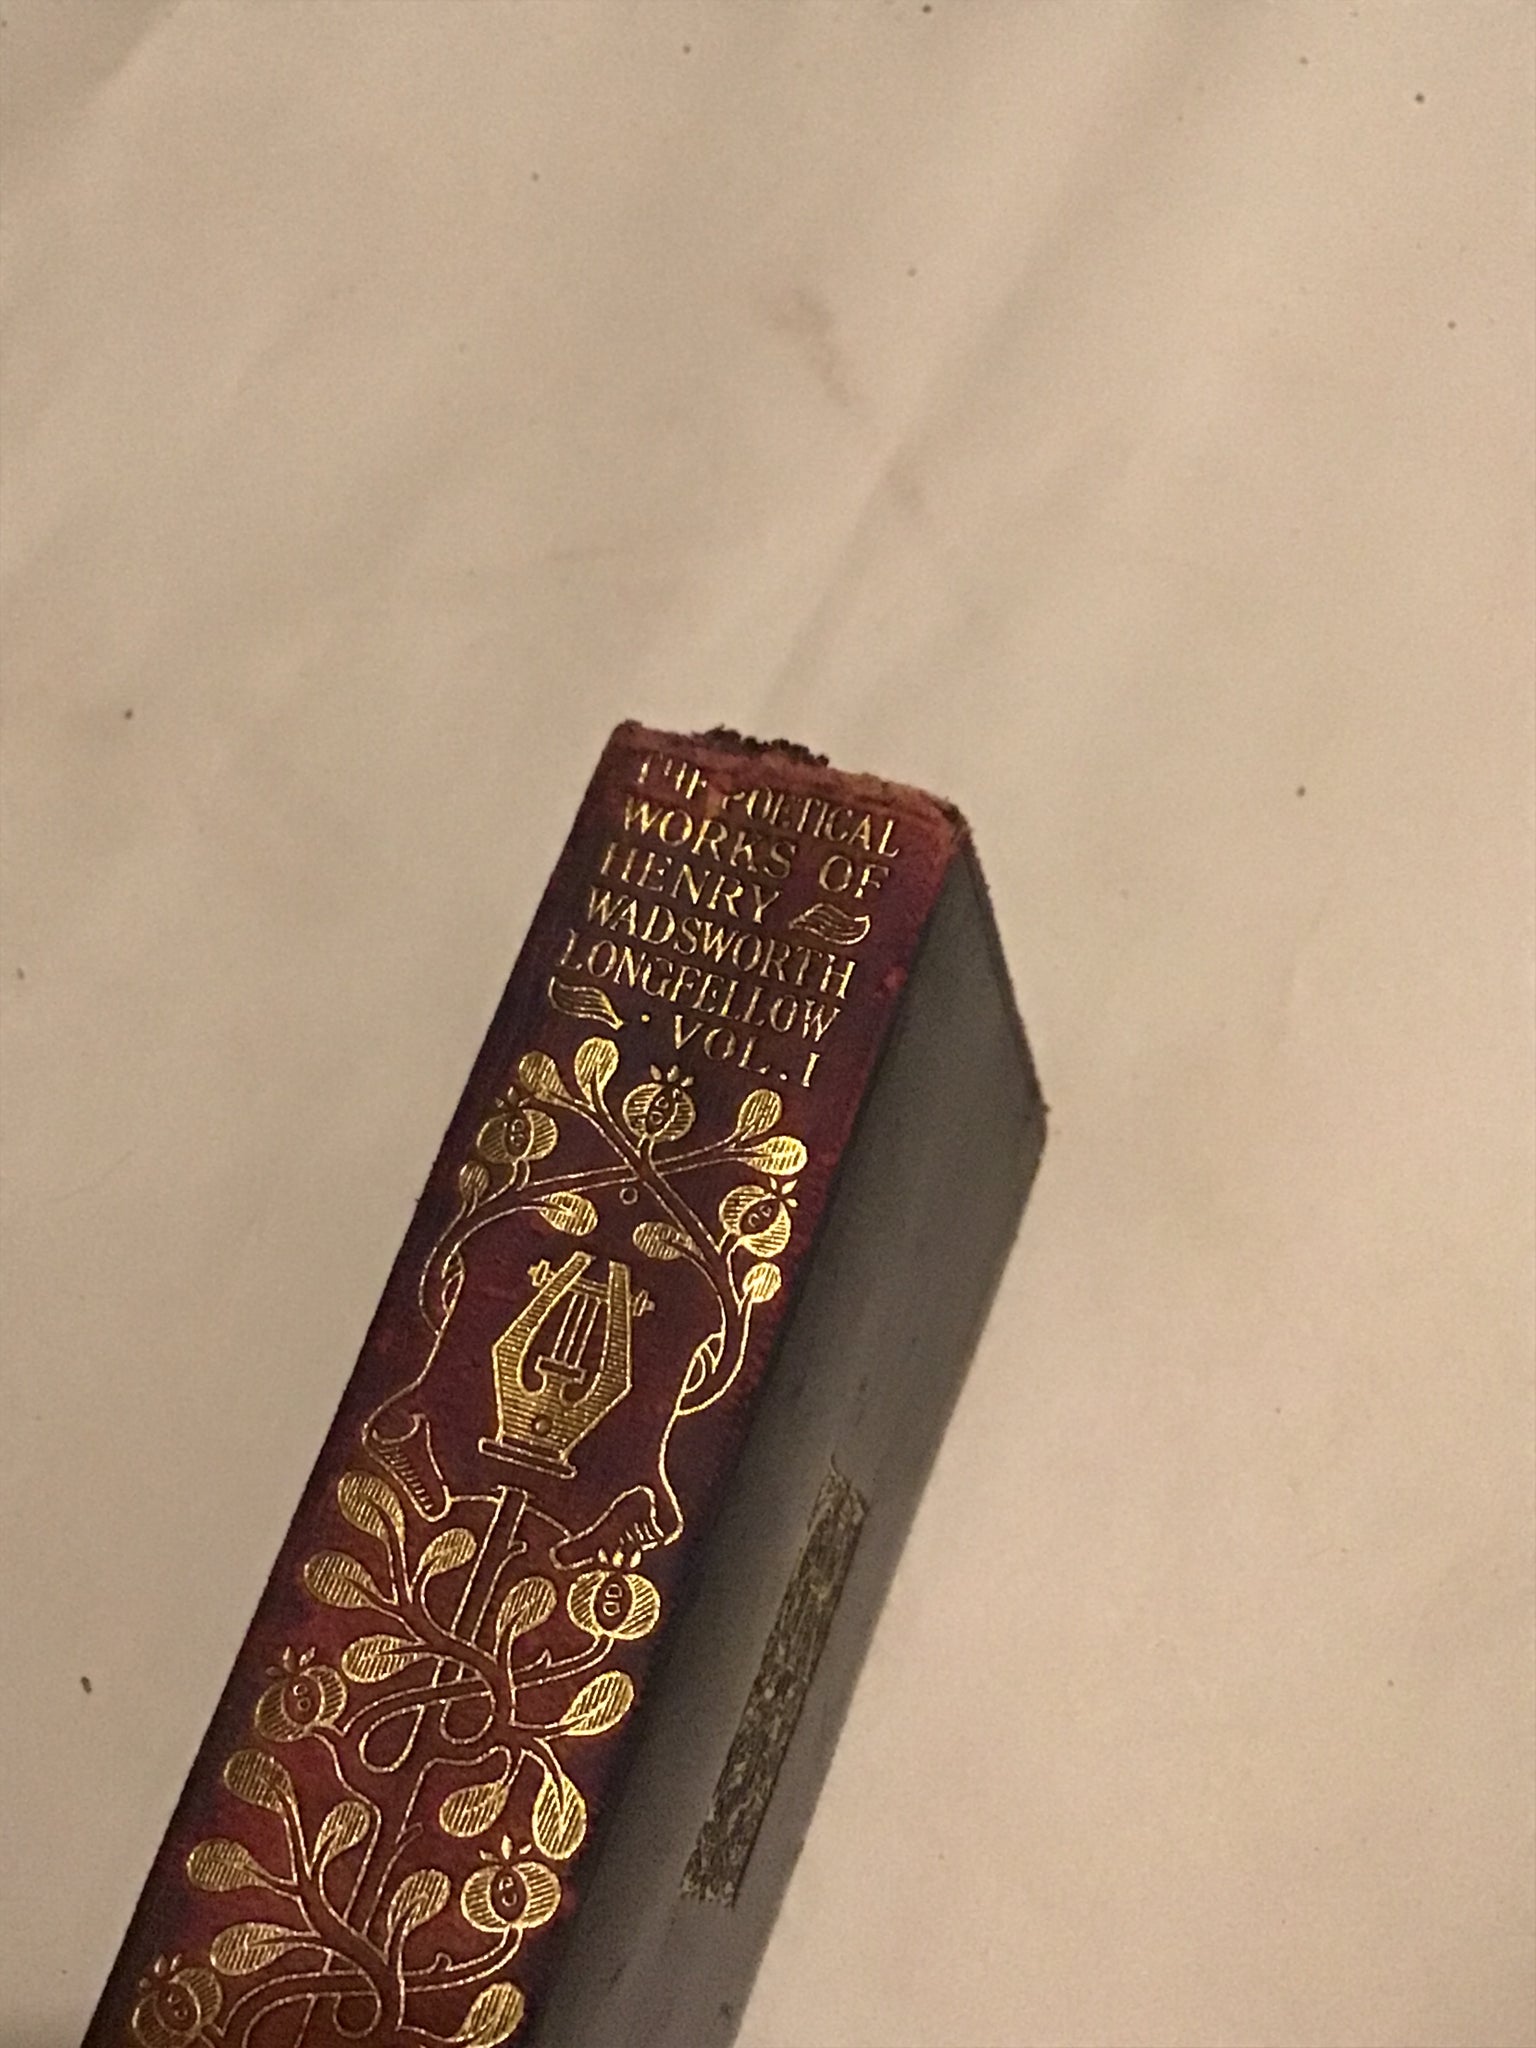 THE POETICAL
WORKS OF
HENRY
WADSWORTH
LONGFELLOW
· VOL. I